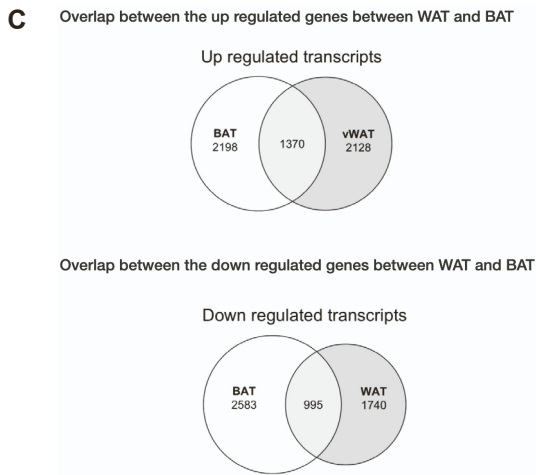 C
Overlap between the up regulated genes between WAT and BAT
Up regulated transcripts
BAT
2198
1370
vWAT
2128
Overlap between the down regulated genes between WAT and BAT
Down regulated transcripts
BAT
2583
995
WAT
1740